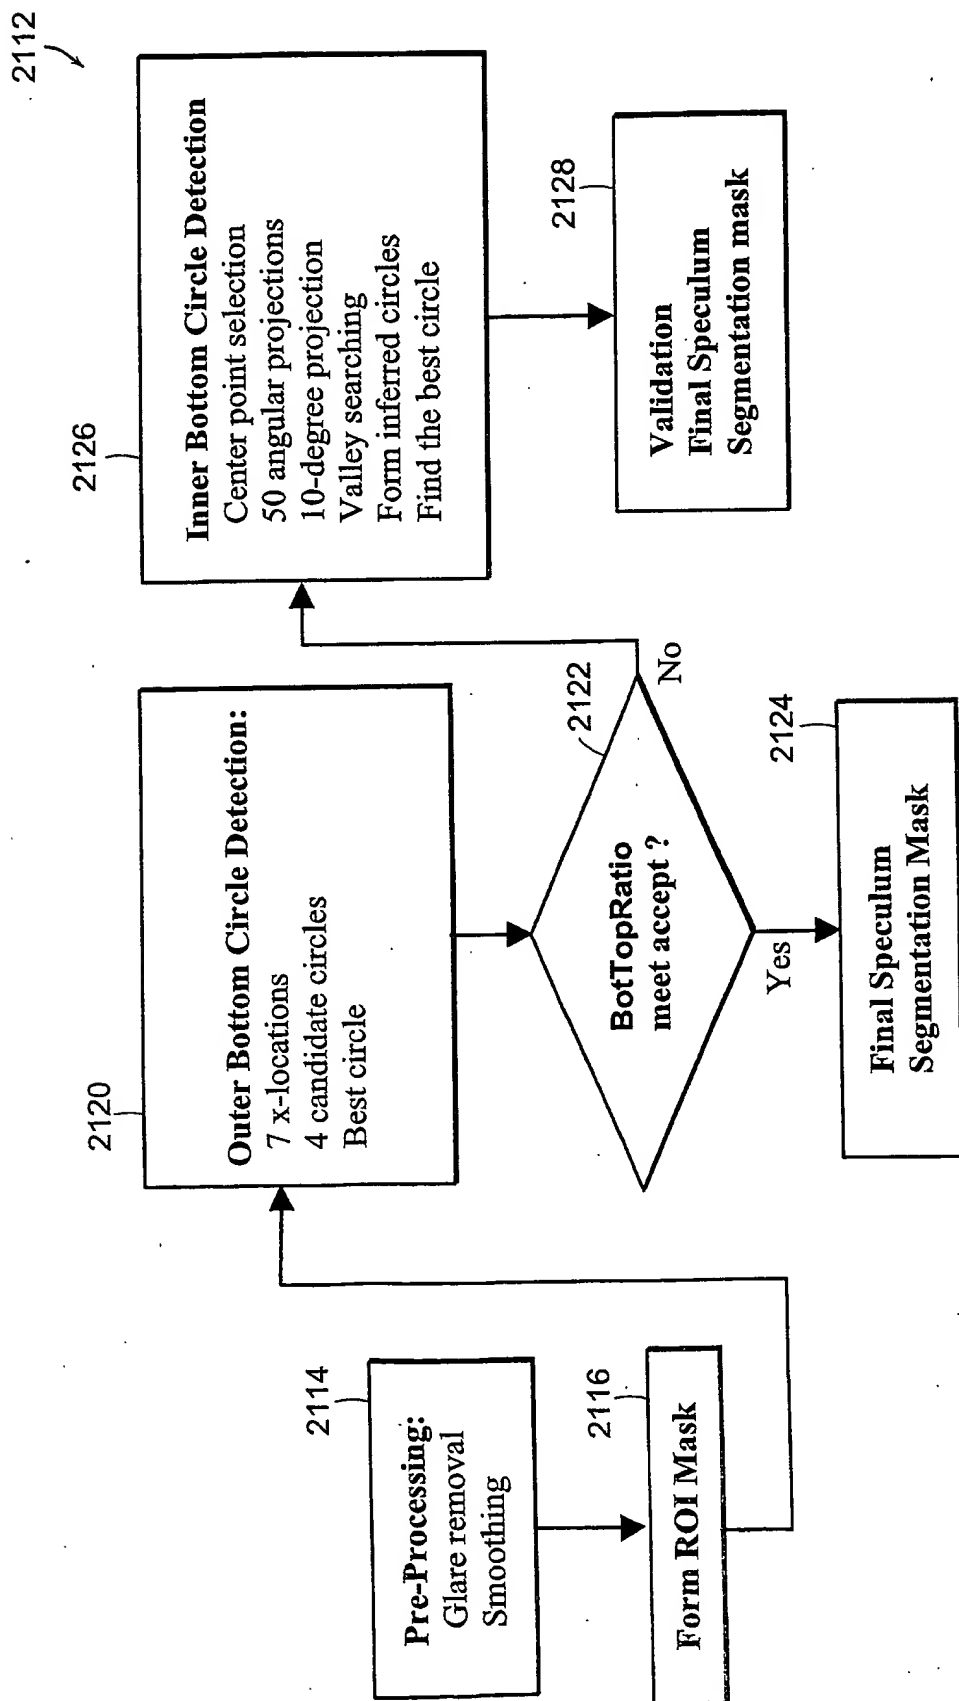 2112
2114
Pre-Processing:
Glare removal
Smoothing
2116
Form ROI Mask
2120
Outer Bottom Circle Detection:
7 x-locations
4 candidate circles
Best circle
2122
BotTopRatio
meet accept ?
No
Yes
2124
Final Speculum
Segmentation Mask
2126
Inner Bottom Circle Detection
Center point selection
50 angular projections
10-degree projection
Valley searching
Form inferred circles
Find the best circle
2128
Validation
Final Speculum
Segmentation mask